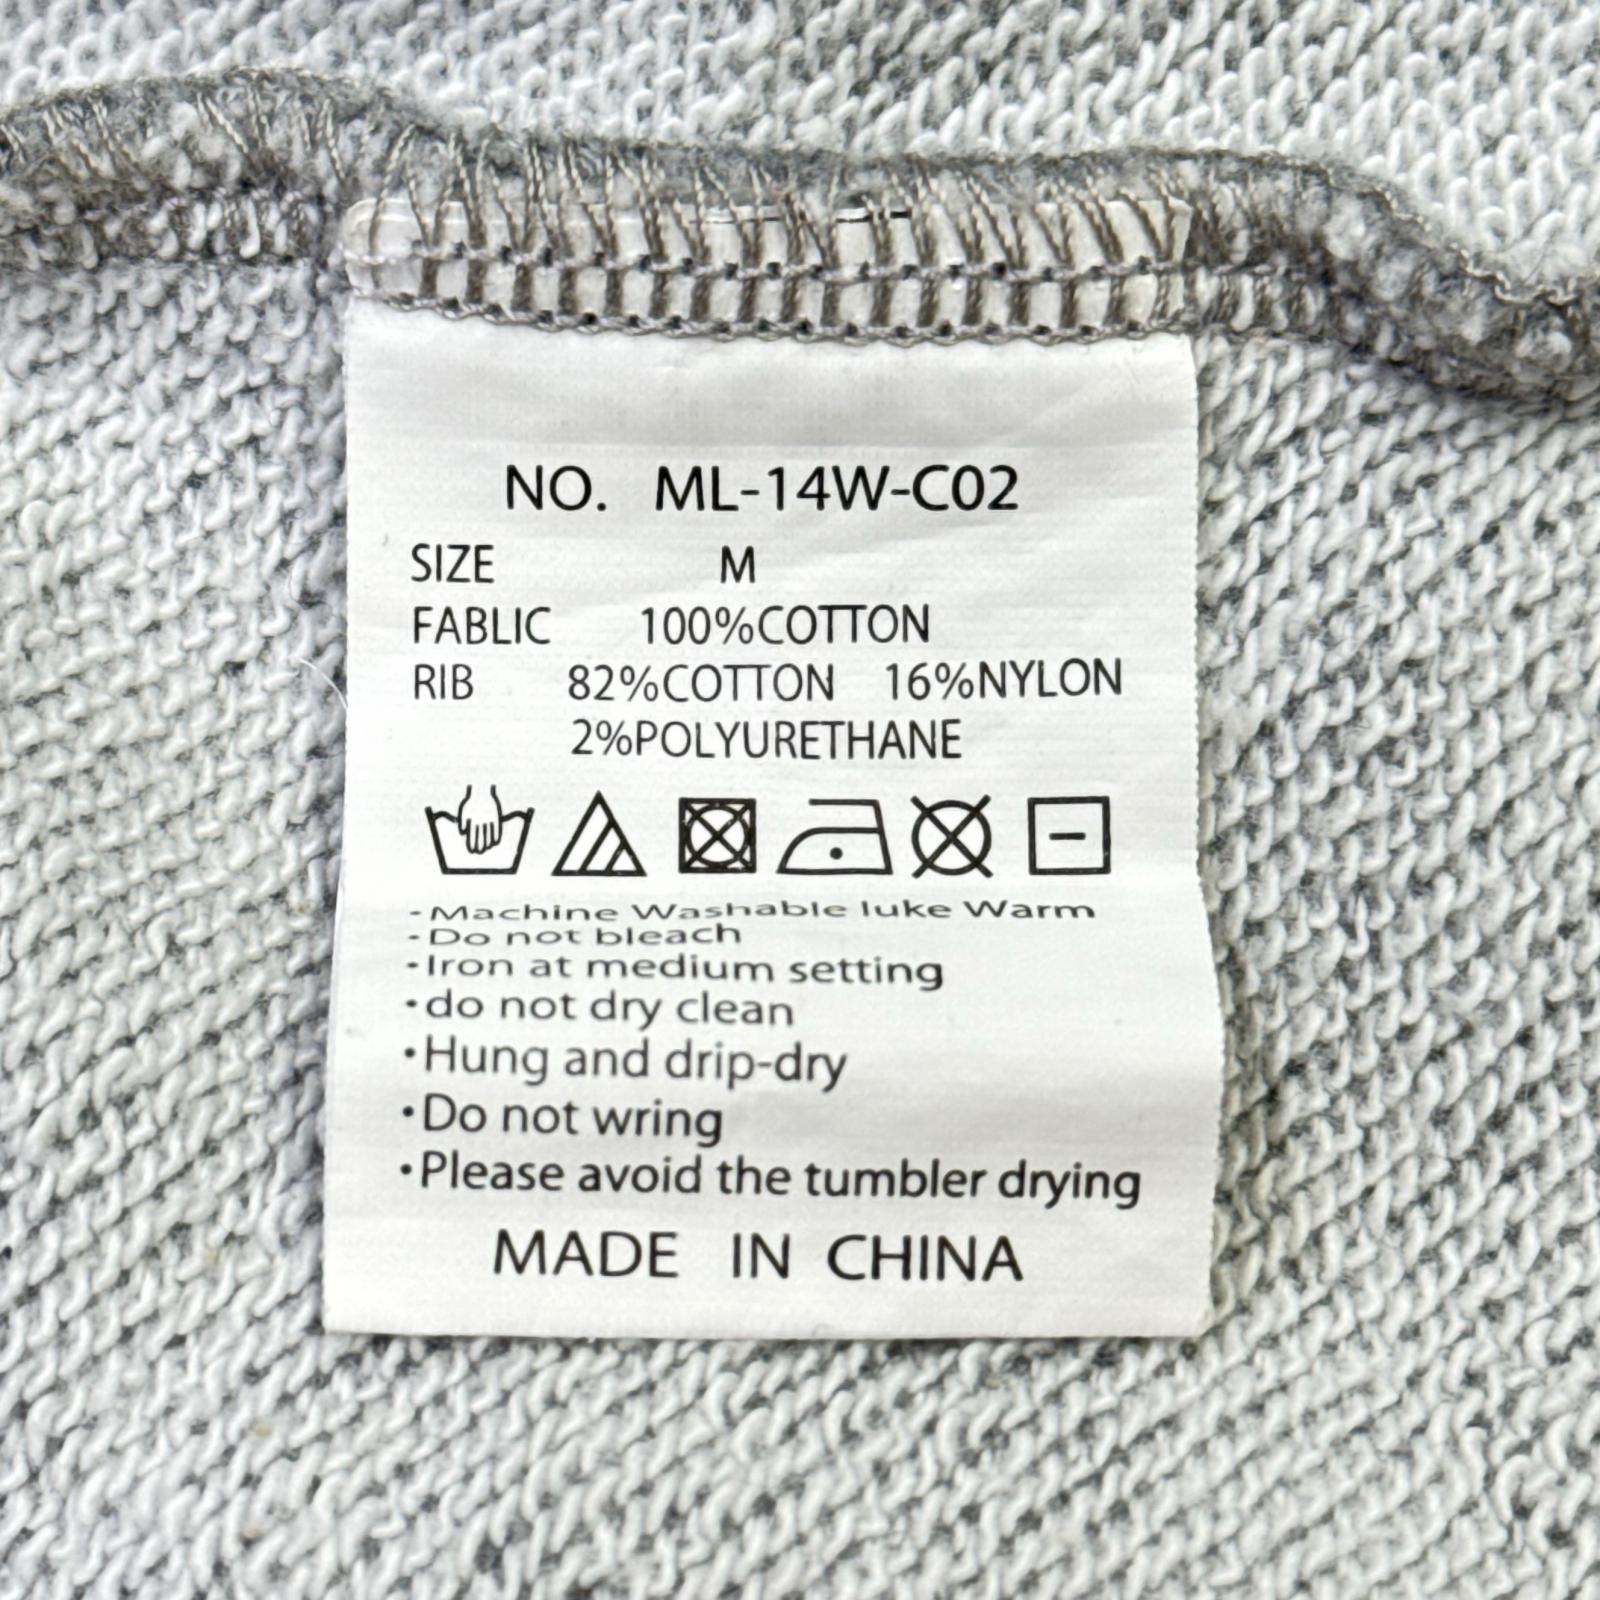 NO. ML-14W-C02
SIZE M
FABLIC 100%COTTON
RIB 82%COTTON 16%NYLON
2%POLYURETHANE
-Machine Washable luke Warm
-Do not bleach
-Iron at medium setting
·do not dry clean
·Hung and drip-dry
·Do not wring
·Please avoid the tumbler drying
MADE IN CHINA